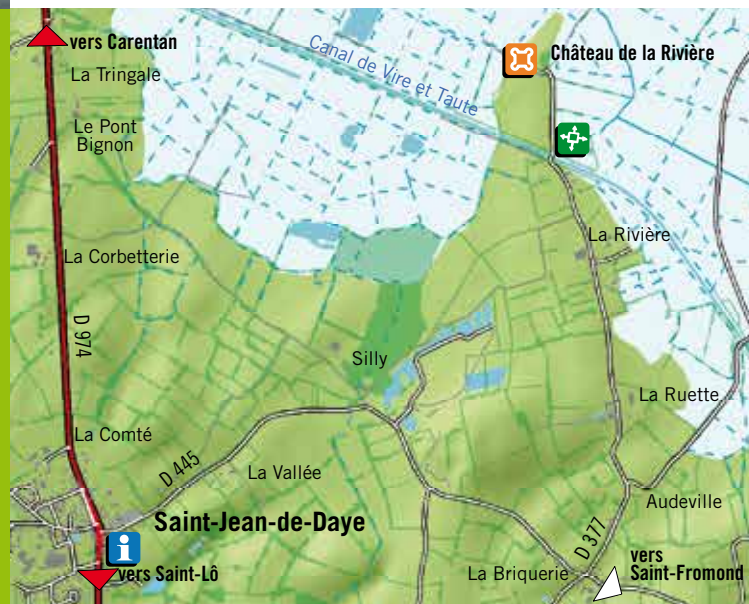 vers Carentan
La Tringale
Canal de Vire et Taute
Château de la Rivière
Le Pont
Bignon
La Rivière
La Corbetterie
D 974
Silly
La Ruette
La Comté
D 445
La Vallée
Audeville
Saint-Jean-de-Daye
i
D 377
vers Saint-Lô
La Briquerie
vers
Saint-Fromond